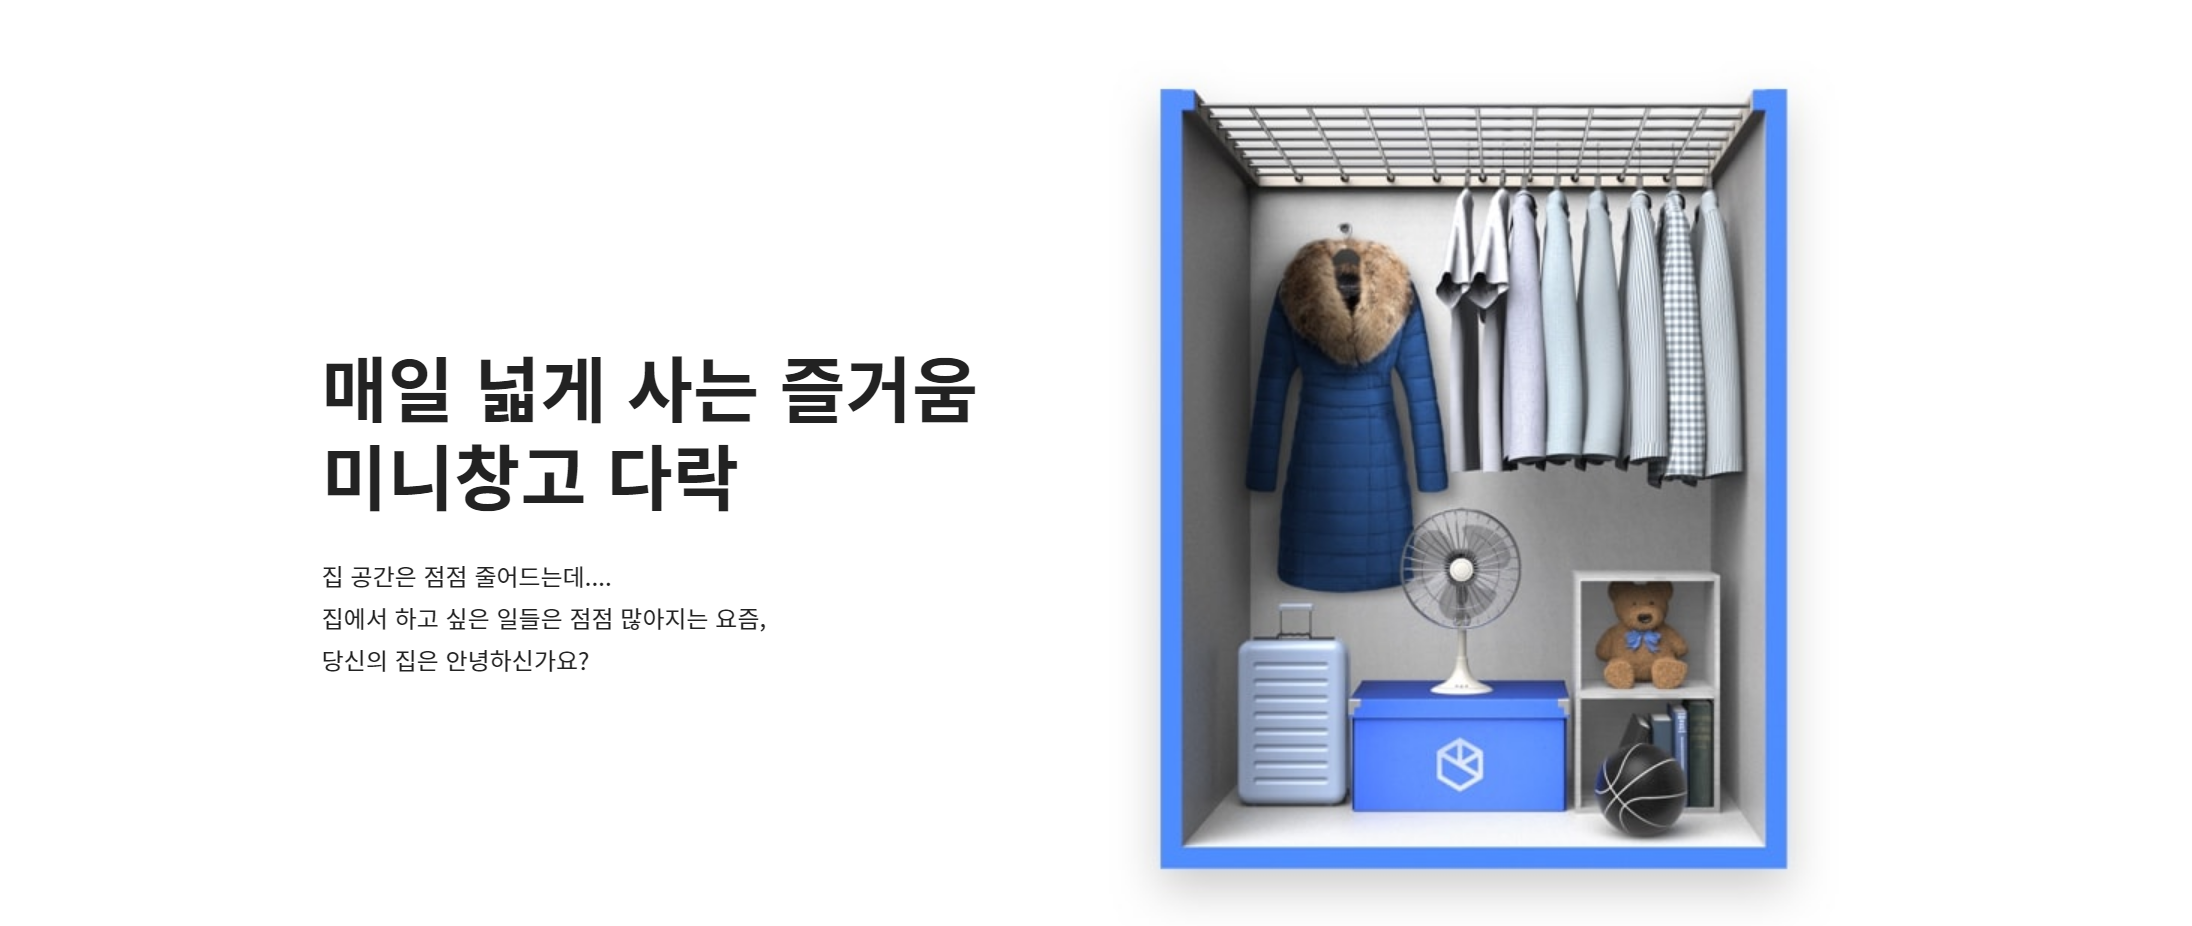 매일 넓게 사는 즐거움
미니창고 다락
집 공간은 점점 줄어드는데....
집에서 하고 싶은 일들은 점점 많아지는 요즘,
당신의 집은 안녕하신가요?